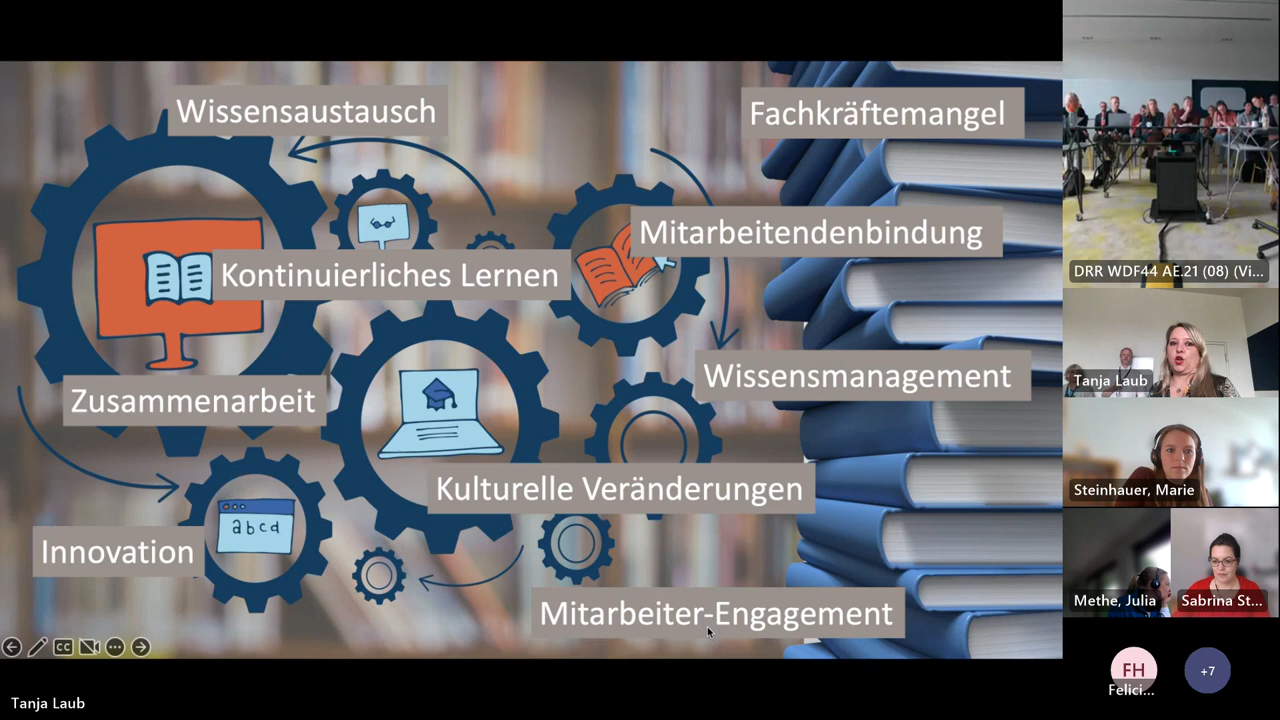 Wissensaustausch
Fachkräftemangel
Mitarbeitendenbindung
Kontinuierliches Lernen
Wissensmanagement
Zusammenarbeit
Kulturelle Veränderungen
Innovation
abcd
Mitarbeiter-Engagement
CC
Tanja Laub
DRR WDF44 AE.21 (08) (Vi...
Tanja Laub
Steinhauer, Marie
Methe, Julia
Sabrina St...
FH
Felici...
+7